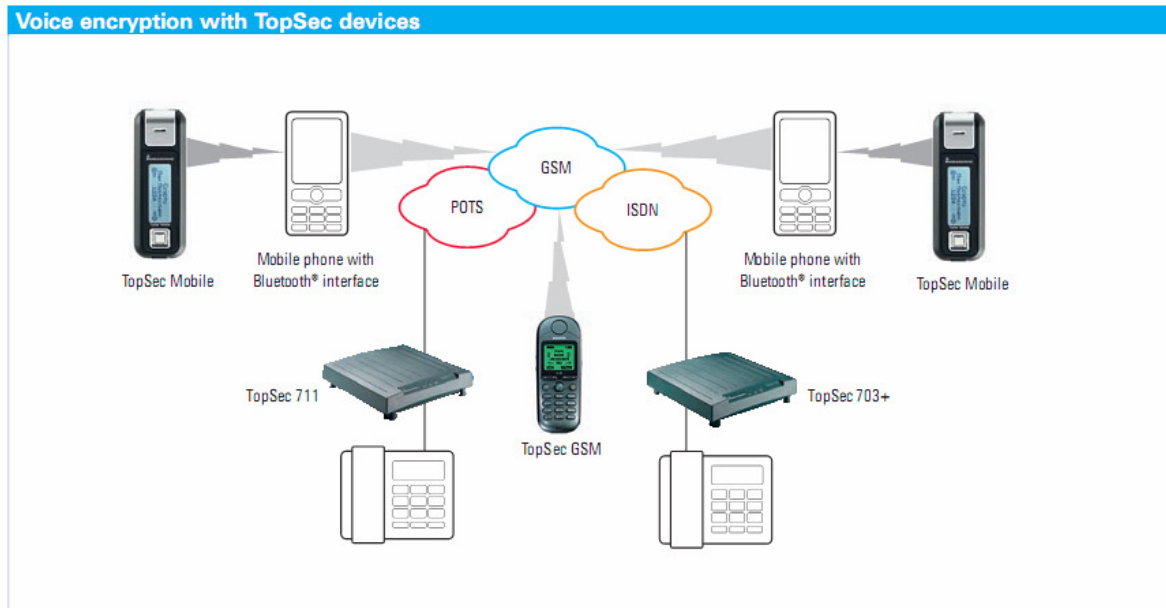 Voice encryption with TopSec devices
GSM
POTS
ISDN
Mobile phone with
Bluetooth® interface
Mobile phone with
Bluetooth® interface
TopSec Mobile
TopSec Mobile
TopSec 711
TopSec 703+
TopSec GSM